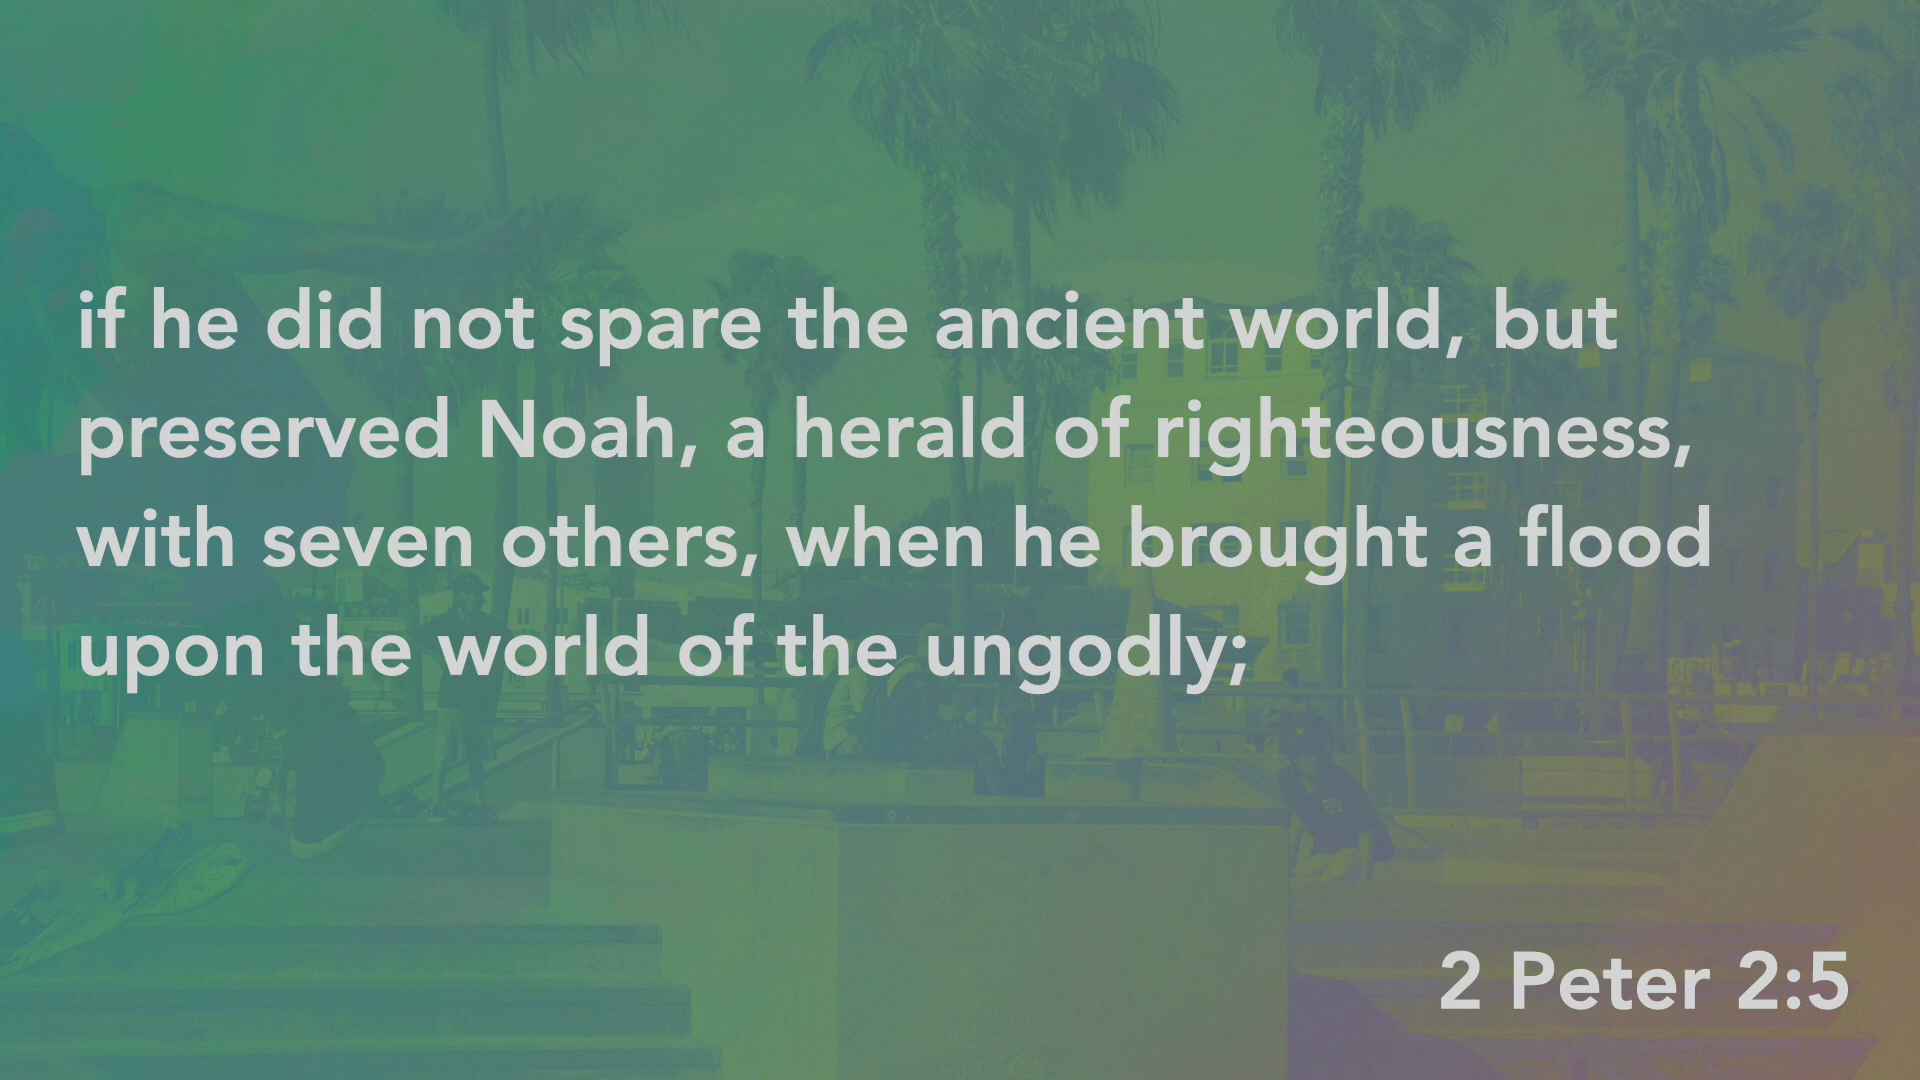 if he did not spare the ancient world, but
preserved Noah, a herald of righteousness,
with seven others, when he brought a flood
upon the world of the ungodly;
2 Peter 2:5